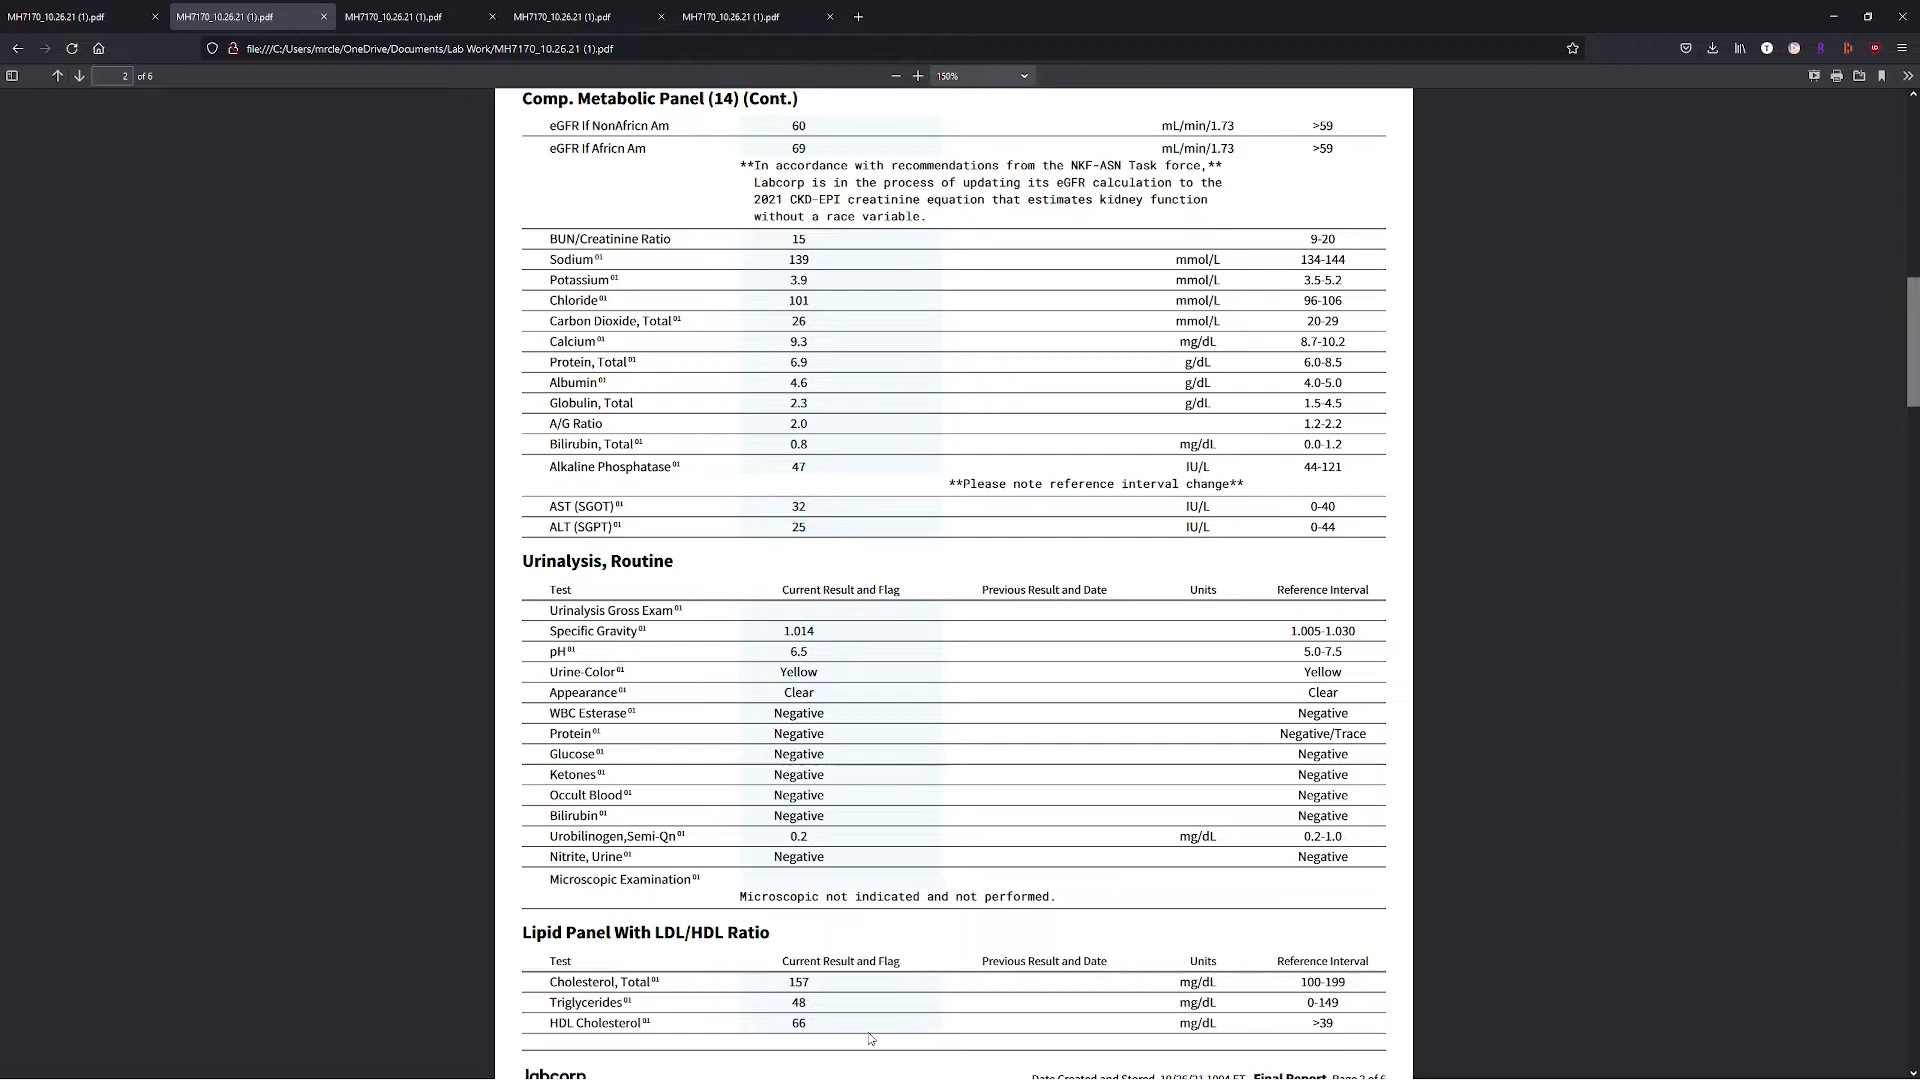 MH7170_10.26.21 (1).pdf MH7170_10.26.21 (1).pdf MH7170_10.26.21 (1).pdf MH7170_10.26.21 (1).pdf MH7170_10.26.21 (1).pdf
file:///C:/Users/mrcle/OneDrive/Documents/Lab Work/MH7170_10.26.21 (1).pdf
2 of 6 150%
Comp. Metabolic Panel (14) (Cont.)
eGFR If NonAfricn Am 60 mL/min/1.73 >59
eGFR If Africn Am 69 mL/min/1.73 >59
**In accordance with recommendations from the NKF-ASN Task force,**
Labcorp is in the process of updating its eGFR calculation to the
2021 CKD-EPI creatinine equation that estimates kidney function
without a race variable.
BUN/Creatinine Ratio 15 9-20
Sodium 01 139 mmol/L 134-144
Potassium 01 3.9 mmol/L 3.5-5.2
Chloride 01 101 mmol/L 96-106
Carbon Dioxide, Total 01 26 mmol/L 20-29
Calcium 01 9.3 mg/dL 8.7-10.2
Protein, Total 01 6.9 g/dL 6.0-8.5
Albumin 01 4.6 g/dL 4.0-5.0
Globulin, Total 2.3 g/dL 1.5-4.5
A/G Ratio 2.0 1.2-2.2
Bilirubin, Total 01 0.8 mg/dL 0.0-1.2
Alkaline Phosphatase 01 47 IU/L 44-121
**Please note reference interval change**
AST (SGOT) 01 32 IU/L 0-40
ALT (SGPT) 01 25 IU/L 0-44
Urinalysis, Routine
Test Current Result and Flag Previous Result and Date Units Reference Interval
Urinalysis Gross Exam 01
Specific Gravity 01 1.014 1.005-1.030
pH 01 6.5 5.0-7.5
Urine-Color 01 Yellow Yellow
Appearance 01 Clear Clear
WBC Esterase 01 Negative Negative
Protein 01 Negative Negative/Trace
Glucose 01 Negative Negative
Ketones 01 Negative Negative
Occult Blood 01 Negative Negative
Bilirubin 01 Negative Negative
Urobilinogen,Semi-Qn 01 0.2 mg/dL 0.2-1.0
Nitrite, Urine 01 Negative Negative
Microscopic Examination 01
Microscopic not indicated and not performed.
Lipid Panel With LDL/HDL Ratio
Test Current Result and Flag Previous Result and Date Units Reference Interval
Cholesterol, Total 01 157 mg/dL 100-199
Triglycerides 01 48 mg/dL 0-149
HDL Cholesterol 01 66 mg/dL >39
labcorp Date Created and Stored 10/26/21 1904 ET Final Report Page 2 of 6